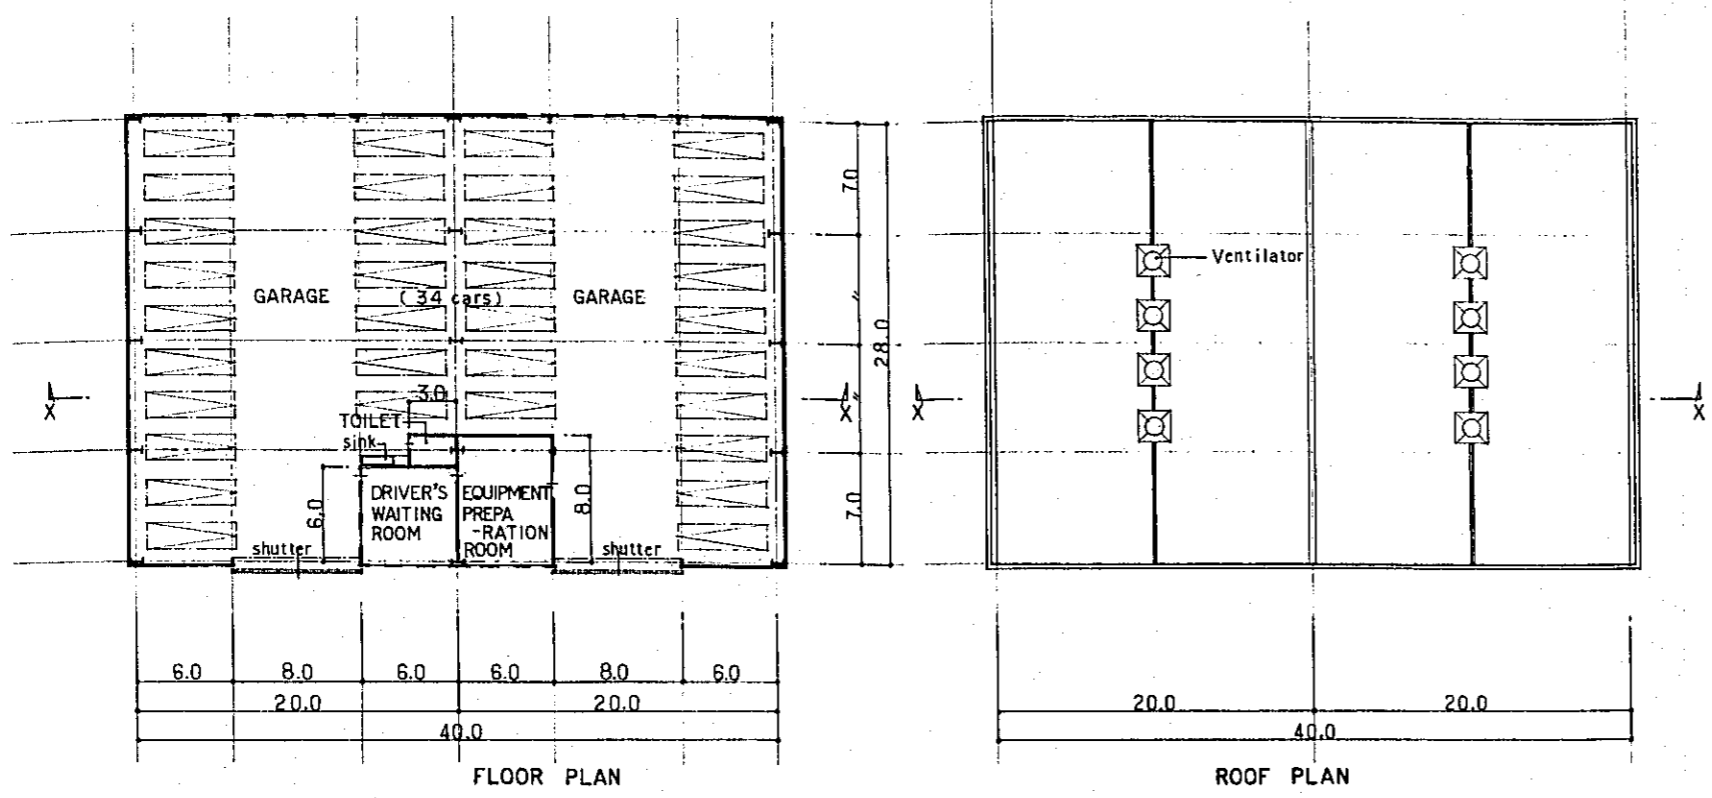 7.0
GARAGE
( 34 cars)
GARAGE
Ventilator
28.0
X
3.0
X
X
X
TOILET
sink
6.0
DRIVER'S
WAITING
ROOM
EQUIPMENT
PREPA
-RATION
ROOM
8.0
7.0
shutter
shutter
6.0
8.0
6.0
6.0
8.0
6.0
20.0
20.0
40.0
20.0
20.0
40.0
FLOOR PLAN
ROOF PLAN